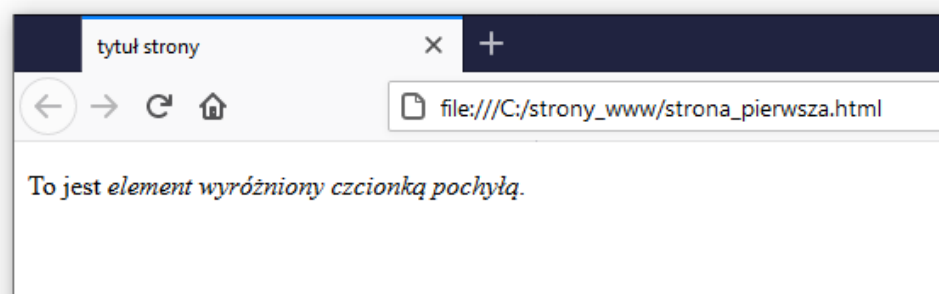 tytuł strony
file:///C:/strony_www/strona_pierwsza.html
To jest element wyróżniony czcionką pochyłą.